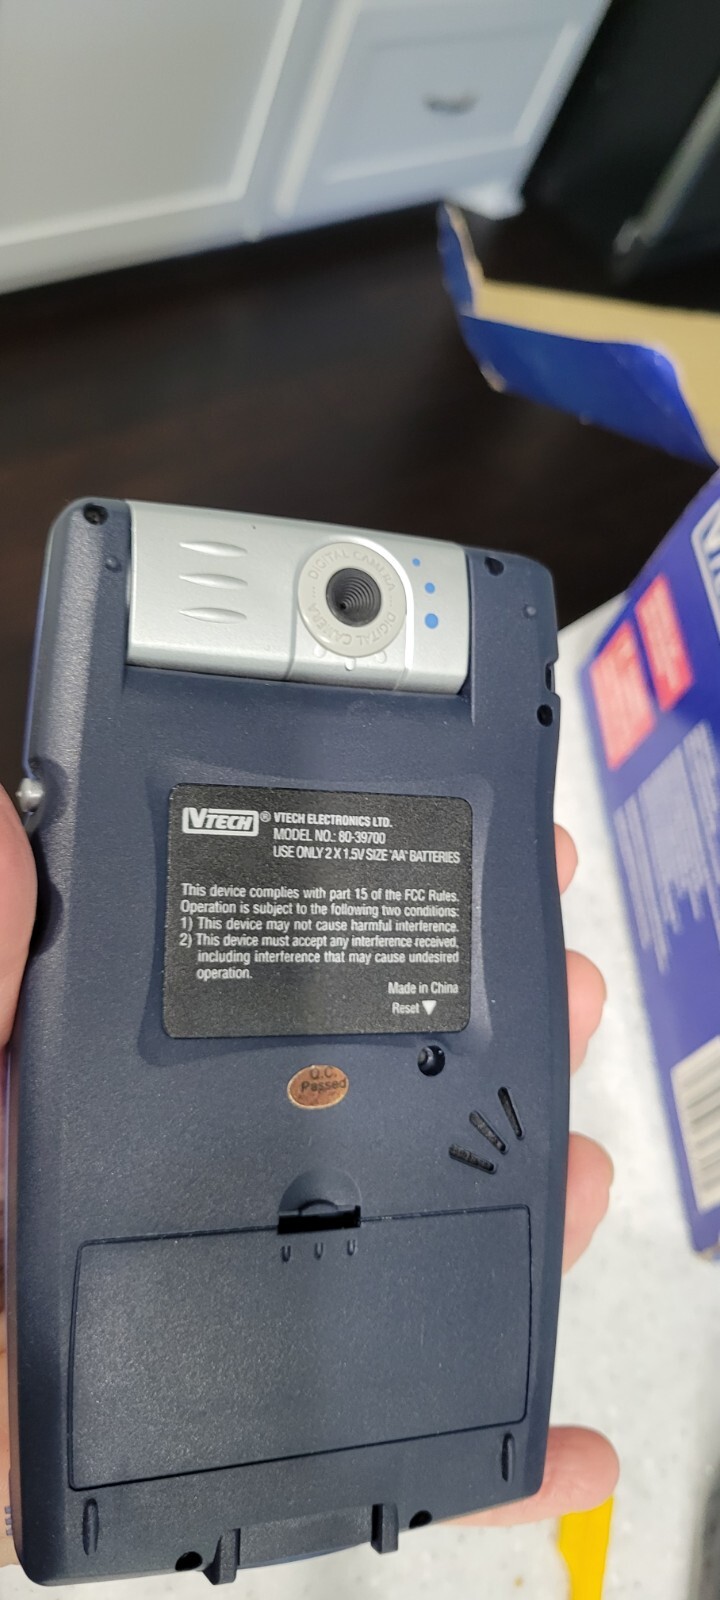 DIGITAL CAMERA
DIGITAL CAMERA
VTECH® VTECH ELECTRONICS LTD.
MODEL NO.: 80-39700
USE ONLY 2 X 1.5V SIZE "AA" BATTERIES
This device complies with part 15 of the FCC Rules.
Operation is subject to the following two conditions:
1) This device may not cause harmful interference.
2) This device must accept any interference received,
including interference that may cause undesired
operation.
Made in China
Reset ▼
Q.C.
Passed